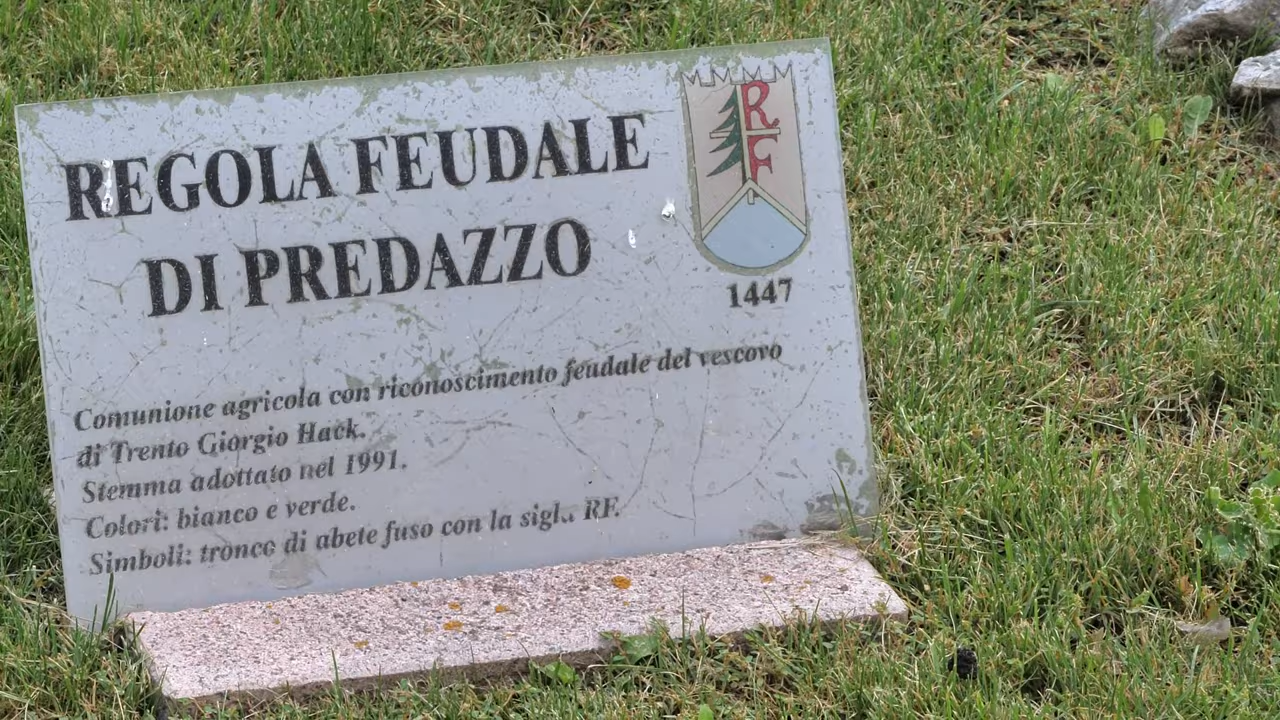 REGOLA FEUDALE
DI PREDAZZO
RF
1447
Comunione agricola con riconoscimento feudale del vescovo
di Trento Giorgio Hack.
Stemma adottato nel 1991.
Colori: bianco e verde.
Simboli: tronco di abete fuso con la sigla RF.